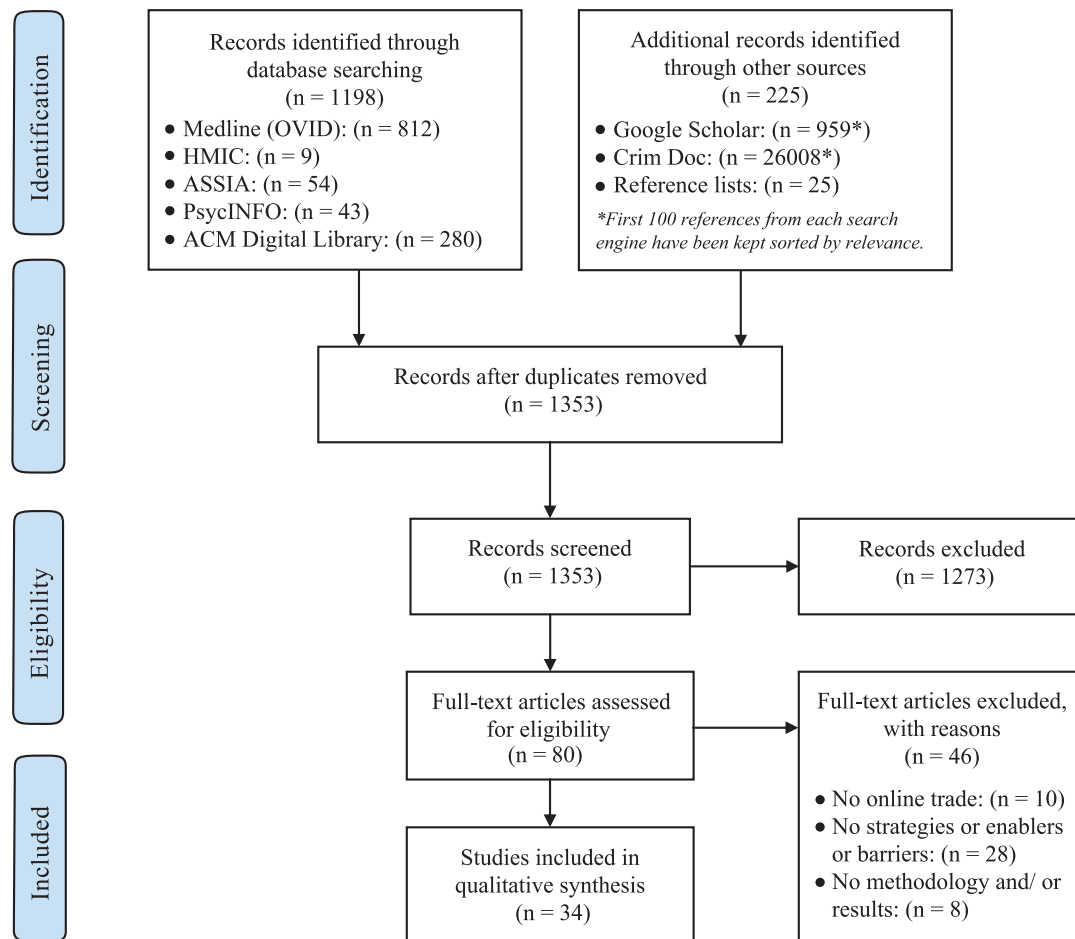 Identification
Records identified through
database searching
(n = 1198)
● Medline (OVID): (n = 812)
● HMIC: (n = 9)
● ASSIA: (n = 54)
● PsycINFO: (n = 43)
● ACM Digital Library: (n = 280)
Additional records identified
through other sources
(n = 225)
● Google Scholar: (n = 959*)
● Crim Doc: (n = 26008*)
● Reference lists: (n = 25)
*First 100 references from each search
engine have been kept sorted by relevance.
Screening
Records after duplicates removed
(n = 1353)
Eligibility
Records screened
(n = 1353)
Records excluded
(n = 1273)
Full-text articles assessed
for eligibility
(n = 80)
Full-text articles excluded,
with reasons
(n = 46)
● No online trade: (n = 10)
● No strategies or enablers
or barriers: (n = 28)
● No methodology and/ or
results: (n = 8)
Included
Studies included in
qualitative synthesis
(n = 34)